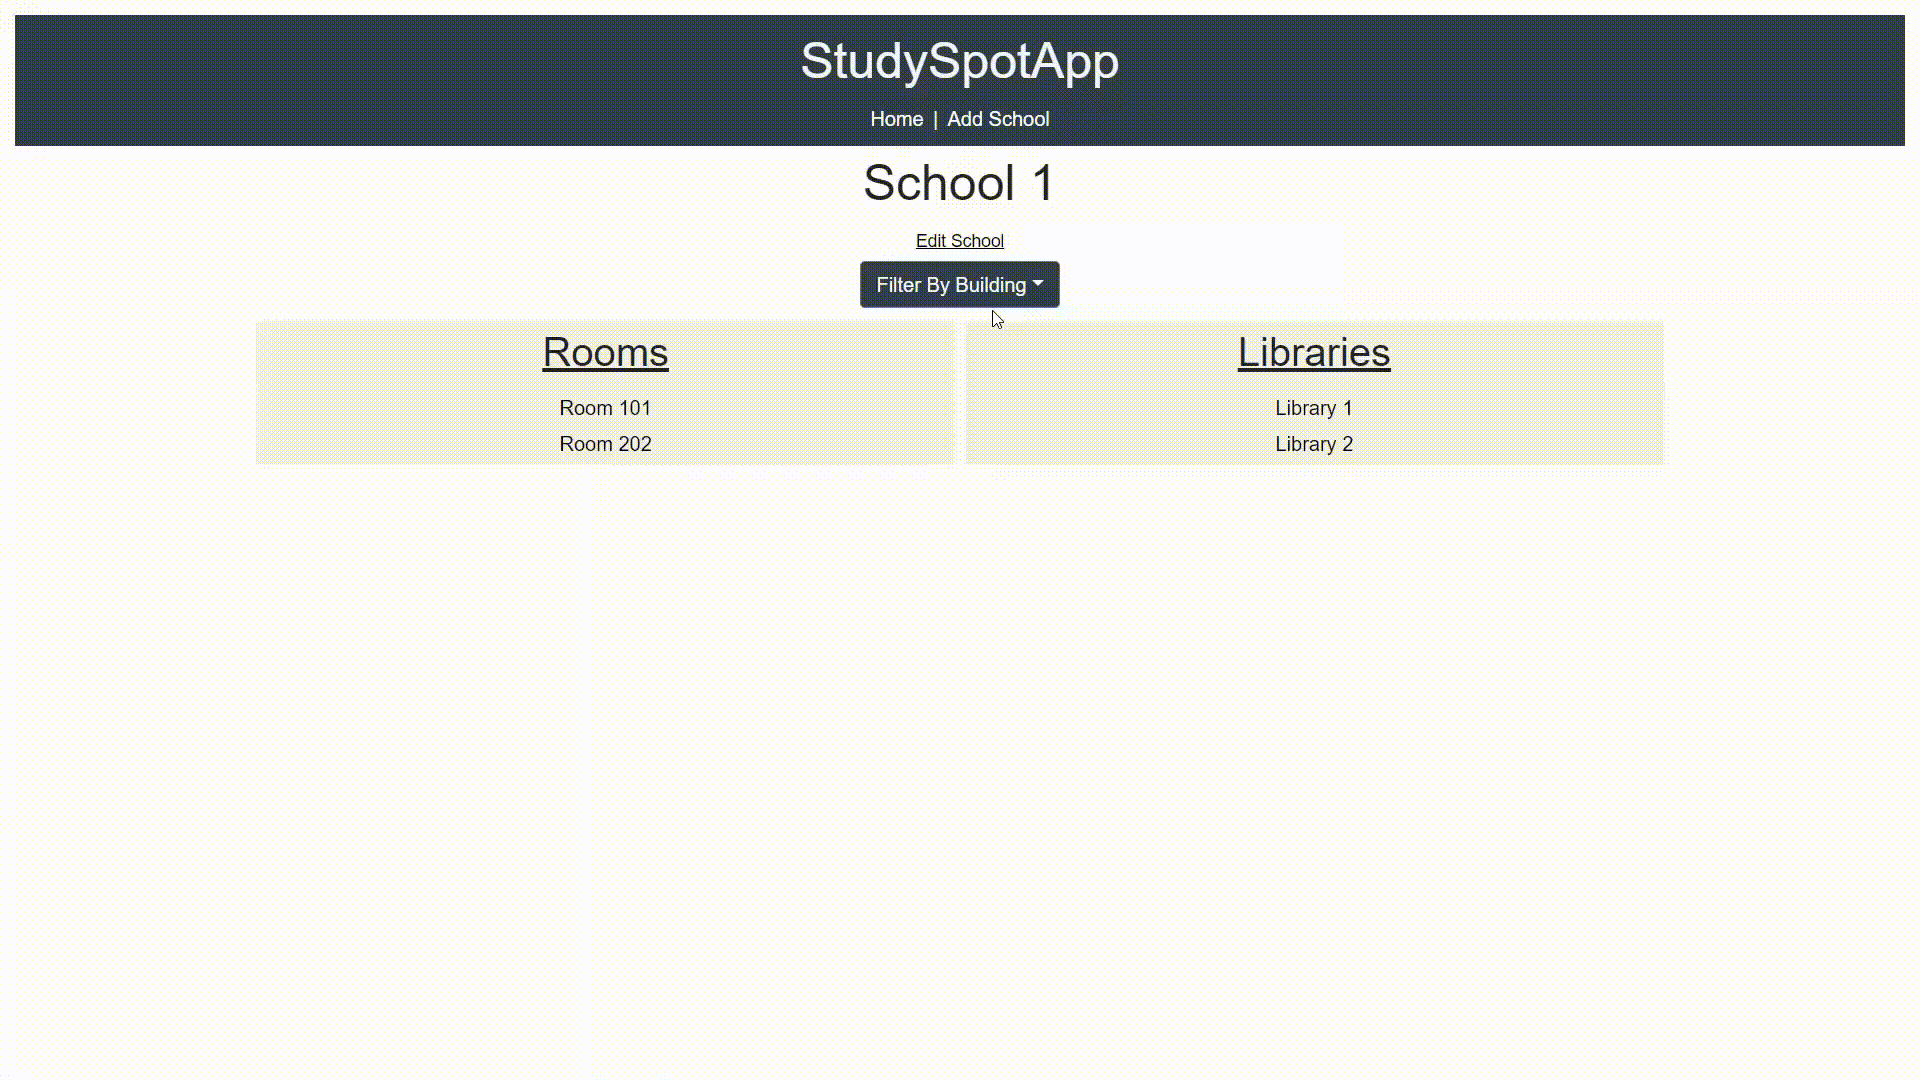 StudySpotApp
Home | Add School
School 1
Edit School
Filter By Building
Rooms
Room 101
Room 202
Libraries
Library 1
Library 2